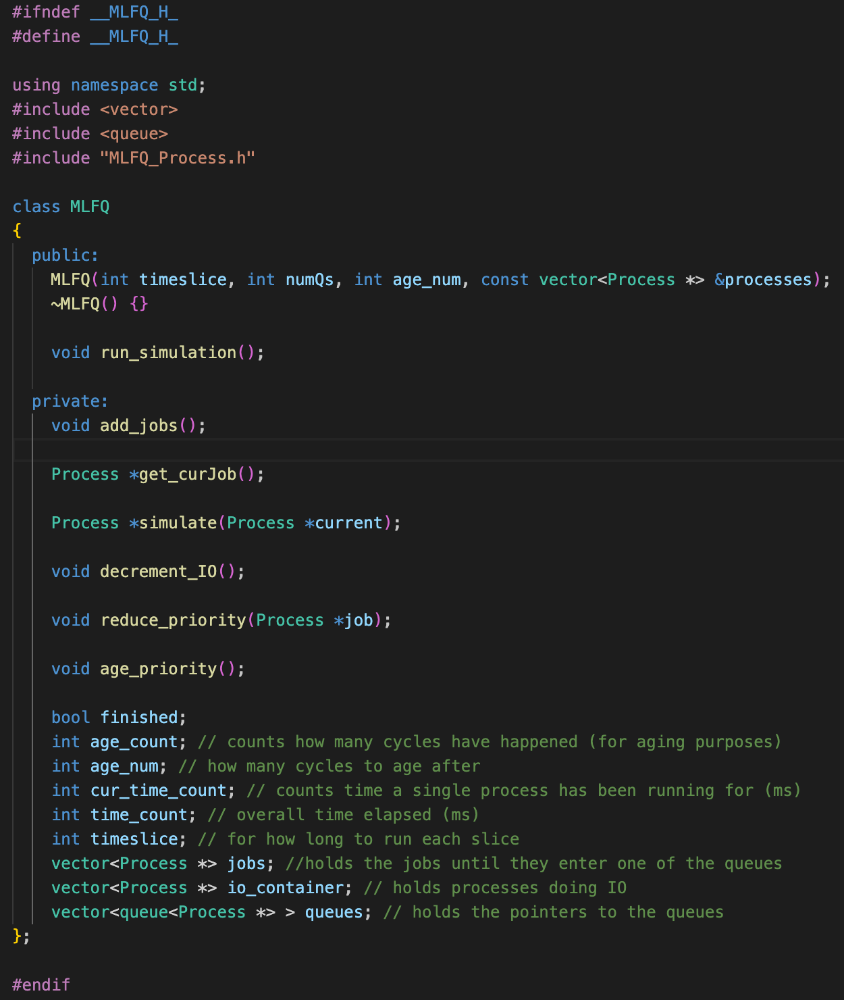 #ifndef __MLFQ_H_
#define __MLFQ_H_

using namespace std;
#include <vector>
#include <queue>
#include "MLFQ_Process.h"

class MLFQ
{
  public:
    MLFQ(int timeslice, int numQs, int age_num, const vector<Process *> &processes);
    ~MLFQ() {}

    void run_simulation();

  private:
    void add_jobs();

    Process *get_curJob();

    Process *simulate(Process *current);

    void decrement_IO();

    void reduce_priority(Process *job);

    void age_priority();

    bool finished;
    int age_count; // counts how many cycles have happened (for aging purposes)
    int age_num; // how many cycles to age after
    int cur_time_count; // counts time a single process has been running for (ms)
    int time_count; // overall time elapsed (ms)
    int timeslice; // for how long to run each slice
    vector<Process *> jobs; //holds the jobs until they enter one of the queues
    vector<Process *> io_container; // holds processes doing IO
    vector<queue<Process *> > queues; // holds the pointers to the queues
};

#endif